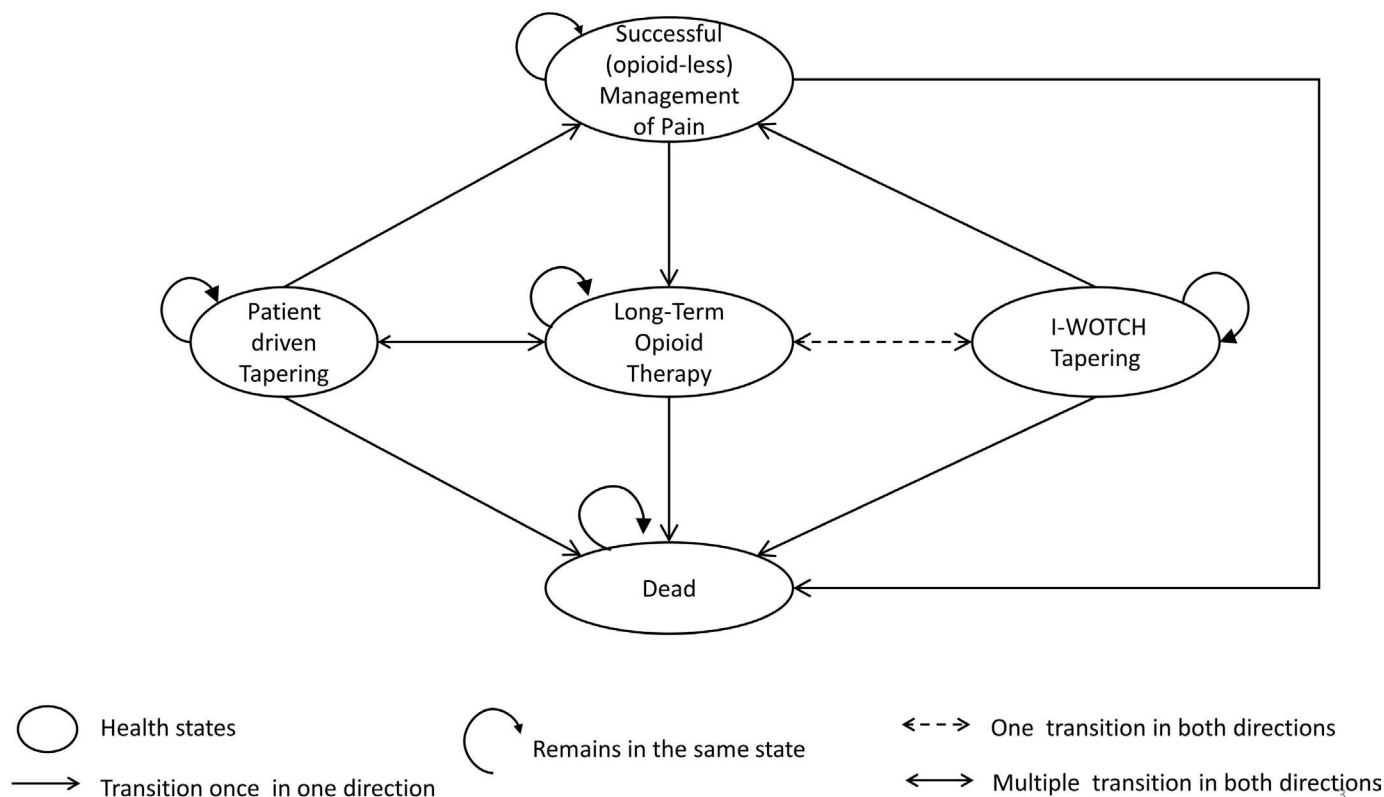 Successful
(opioid-less)
Management
of Pain
Patient
driven
Tapering
Long-Term
Opioid
Therapy
I-WOTCH
Tapering
Dead
Health states
Transition once in one direction
Remains in the same state
One transition in both directions
Multiple transition in both directions